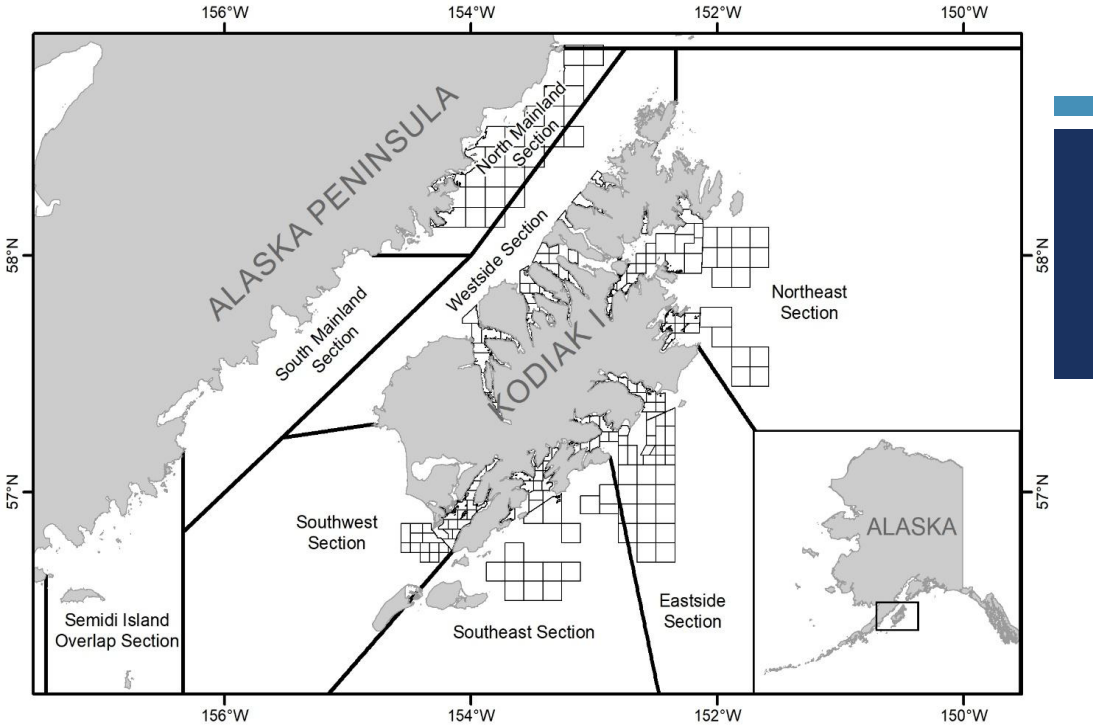 156°W 154°W 152°W 150°W
ALASKA PENINSULA
North Mainland
Section
58°N
58°N
Westside Section
Northeast
Section
South Mainland
Section
KODIAK I.
57°N
57°N
Southwest
Section
ALASKA
Semidi Island
Overlap Section
Southeast Section
Eastside
Section
156°W 154°W 152°W 150°W